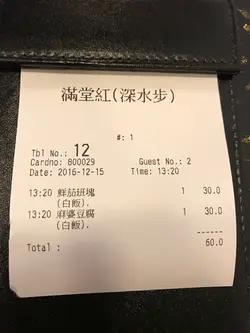 滿堂紅(深水步)
#: 1
Tbl No.: 12
Cardno: 800029 Guest No.: 2
Date: 2016-12-15 Time: 13:20
13:20 鮮茄班塊 1 30.0
(白飯).
13:20 麻婆豆腐 1 30.0
(白飯).
------
Total : 60.0